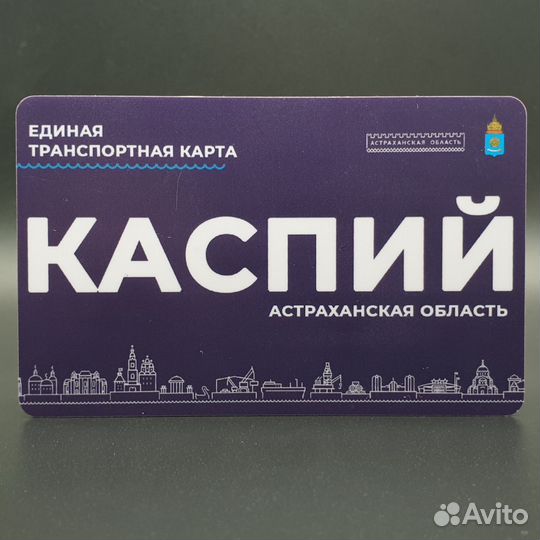 ЕДИНАЯ
ТРАНСПОРТНАЯ КАРТА
АСТРАХАНСКАЯ ОБЛАСТЬ
КАСПИЙ
АСТРАХАНСКАЯ ОБЛАСТЬ
Avito